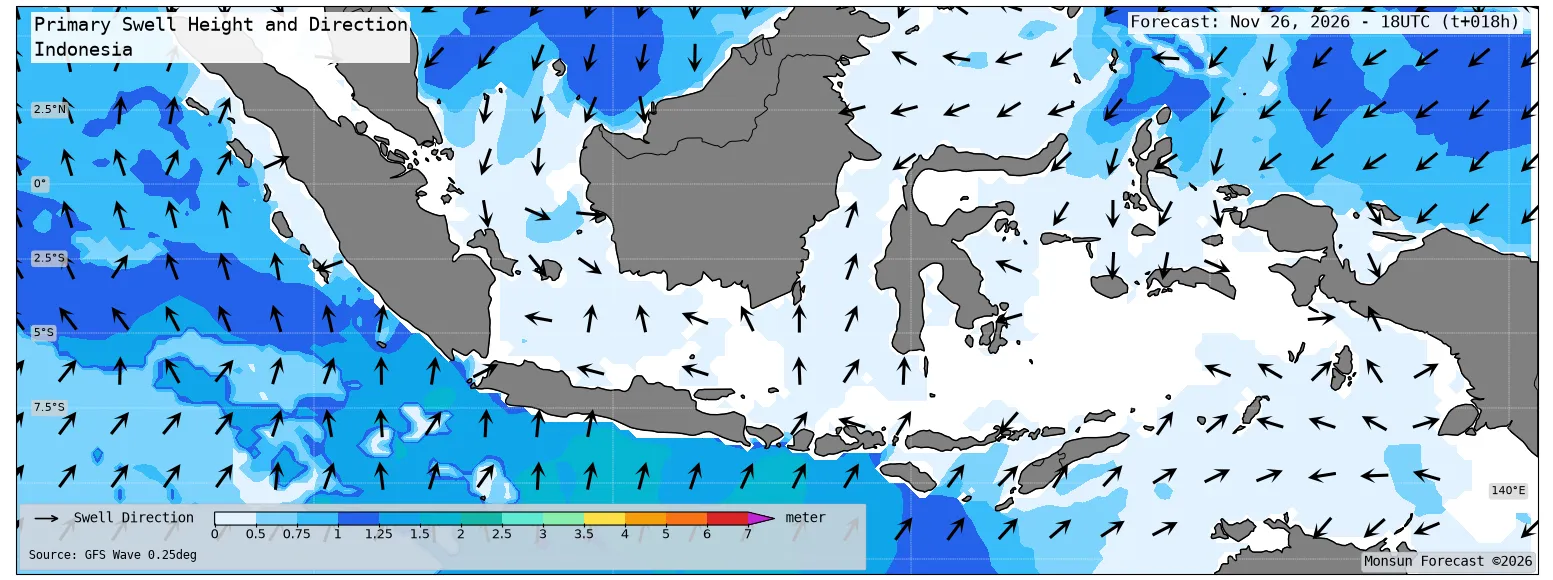 Primary Swell Height and Direction
Indonesia
Forecast: Nov 26, 2026 - 18UTC (t+018h)
2.5°N
0°
2.5°S
5°S
7.5°S
140°E
Swell Direction
meter
0 0.5 0.75 1 1.25 1.5 2 2.5 3 3.5 4 5 6 7
Source: GFS Wave 0.25deg
Monsun Forecast ©2026